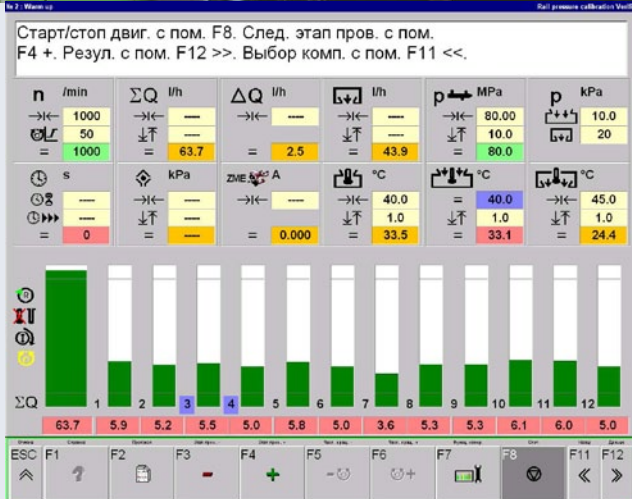 № 2 : Warm up
Rail pressure calibration Verifi
Старт/стоп двиг. с пом. F8. След. этап пров. с пом.
F4 +. Резул. с пом. F12 >>. Выбор комп. с пом. F11 <<.
n /min ΣQ l/h ΔQ l/h l/h p MPa p kPa
1000 ---- ---- ---- 80.00 10.0
50 ---- ---- 10.0 20
= 1000 = 63.7 = 2.5 = 43.9 = 80.0
s kPa ZME A °C °C °C
---- ---- ---- 40.0 = 40.0 45.0
---- ---- 1.0 1.0 1.0
= 0 = ---- = 0.000 = 33.5 = 33.1 = 24.4
ΣQ 1 2 3 4 5 6 7 8 9 10 11 12
63.7 5.9 5.2 5.5 5.0 5.8 5.0 3.6 5.3 5.3 6.1 6.0 5.0
ESC F1 F2 F3 F4 F5 F6 F7 F8 F11 F12